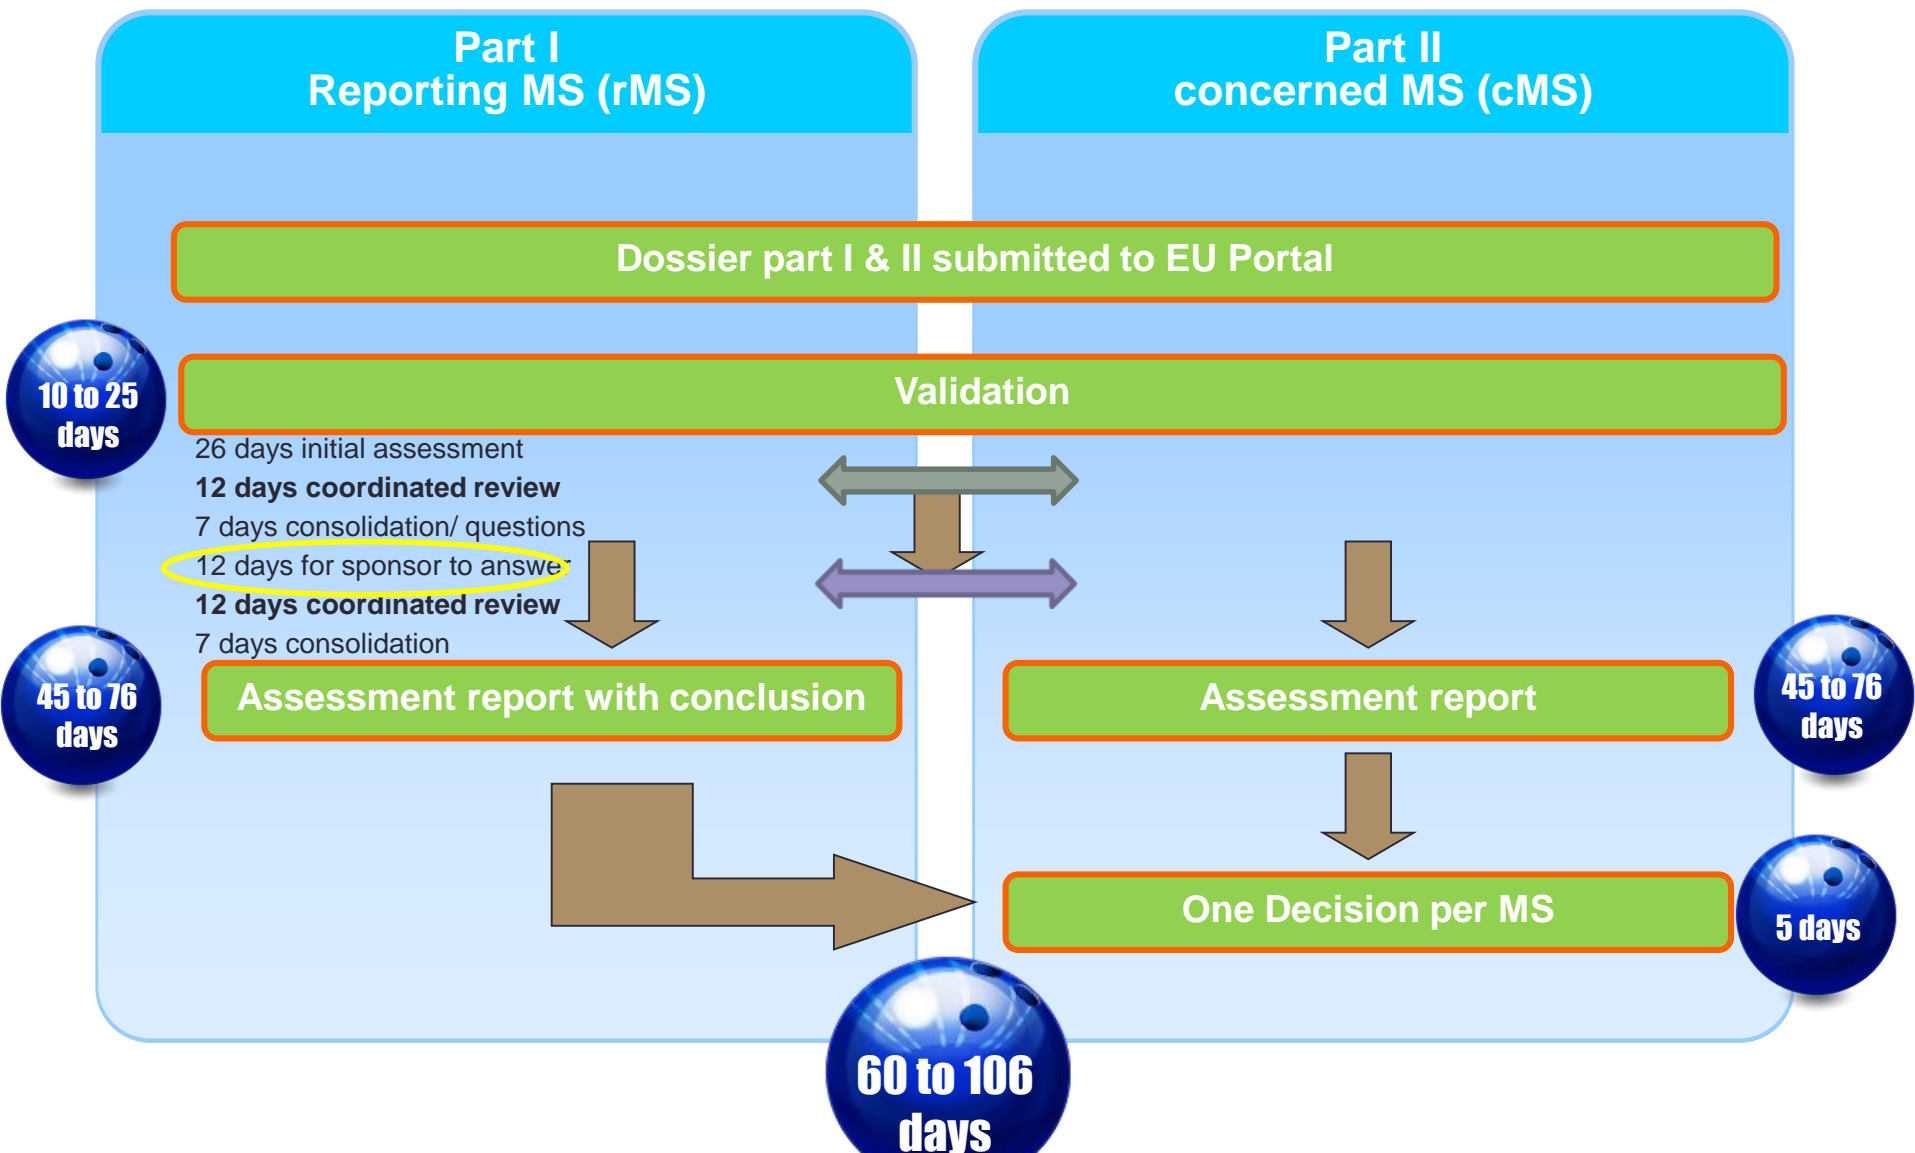 Part I
Reporting MS (rMS)
Part II
concerned MS (cMS)
Dossier part I & II submitted to EU Portal
10 to 25
days
Validation
26 days initial assessment
12 days coordinated review
7 days consolidation/ questions
12 days for sponsor to answer
12 days coordinated review
7 days consolidation
45 to 76
days
Assessment report with conclusion
Assessment report
45 to 76
days
One Decision per MS
5 days
60 to 106
days